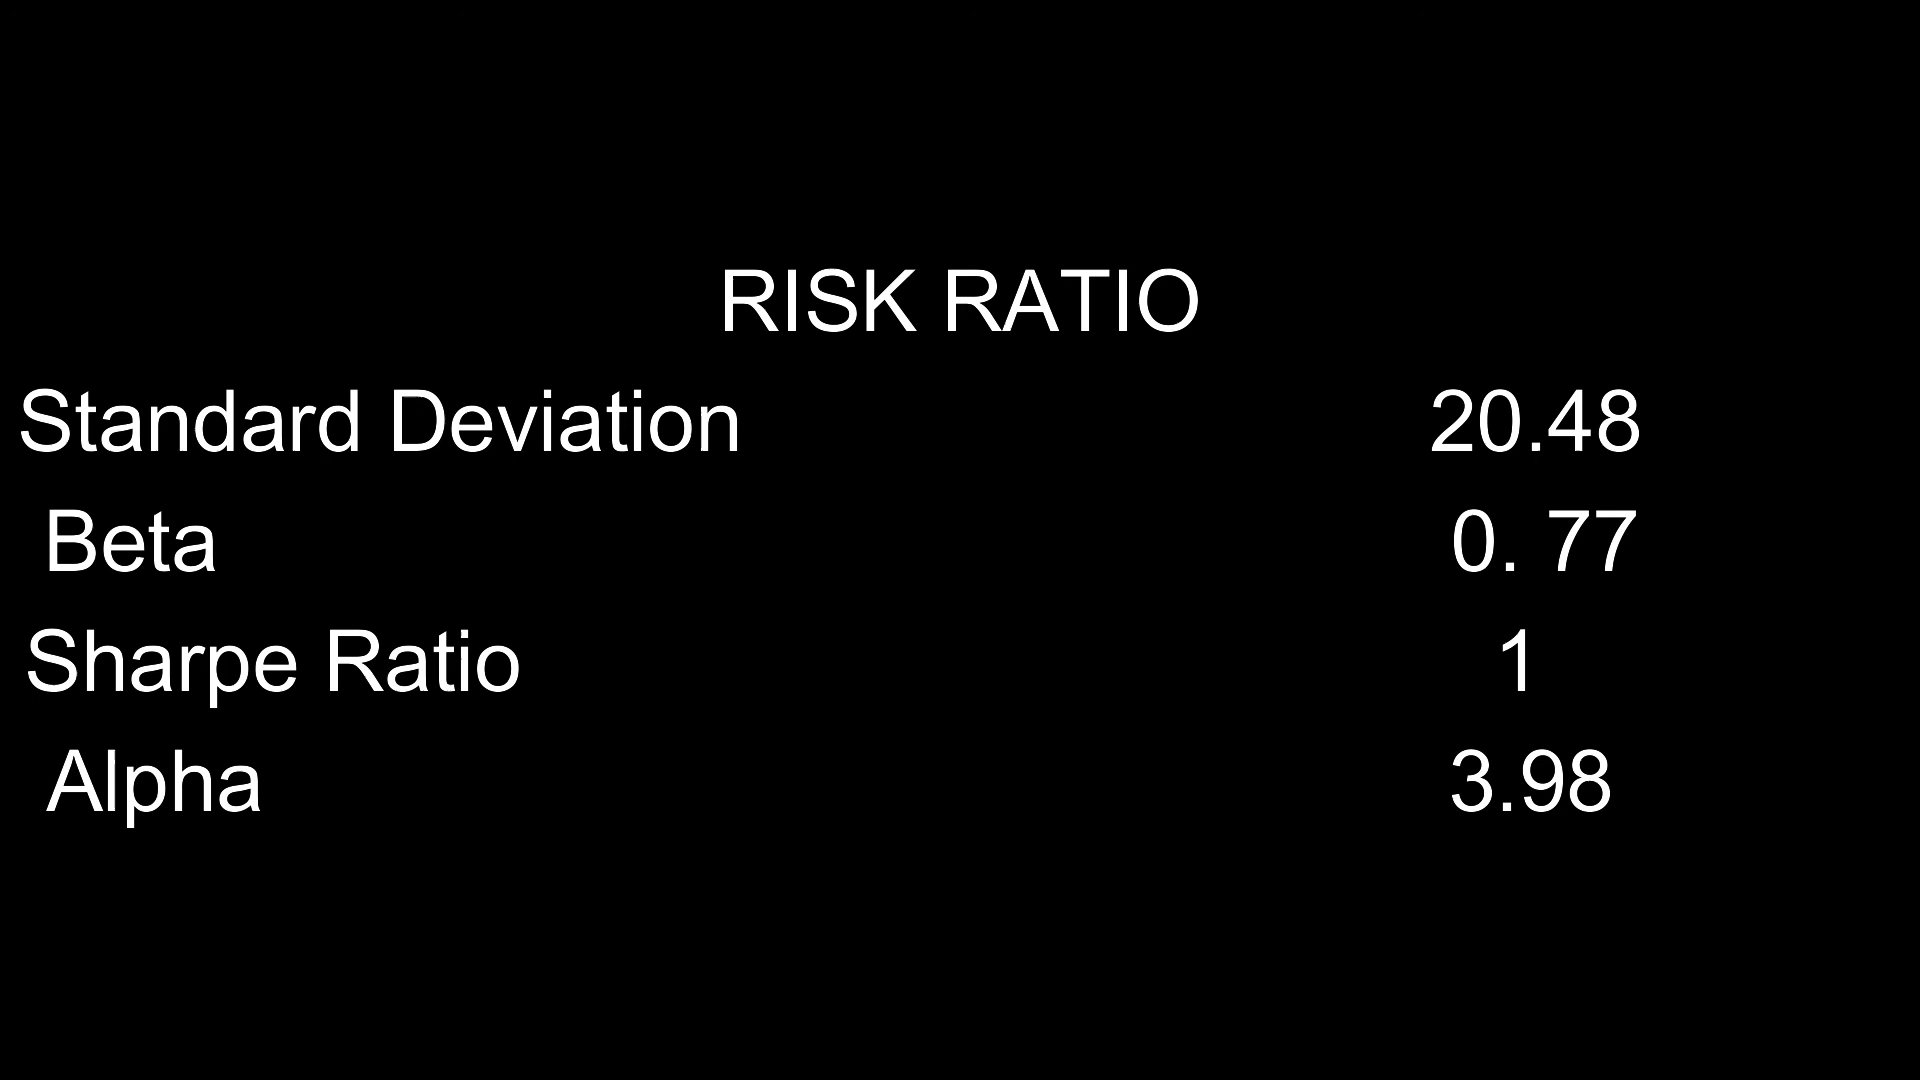 RISK RATIO
Standard Deviation 20.48
Beta 0. 77
Sharpe Ratio 1
Alpha 3.98